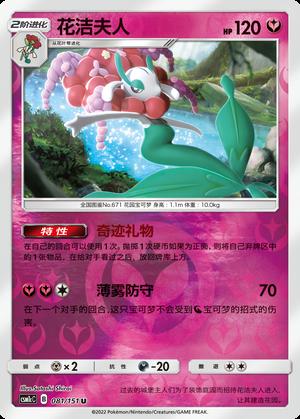 2阶进化
花洁夫人
HP 120
从花叶蒂进化
全国图鉴No.671 花园宝可梦 身高：1.1m 体重：10.0kg
特性 奇迹礼物
在自己的回合可以使用1次。抛掷1次硬币如果为正面，则将自己弃牌区中
的1张物品，在给对手看过之后，放回牌库上方。
薄雾防守 70
在下一个对手的回合，这只宝可梦不会受到宝可梦的招式的伤
害。
弱点 ×2 抵抗力 -20 撤退
Illus.Satoshi Shirai
csm1cC 081/151 U
过去的城堡主人们为了装饰庭园而招待花洁夫人进入，
让其建造花园。
©2022 Pokémon/Nintendo/Creatures/GAME FREAK.